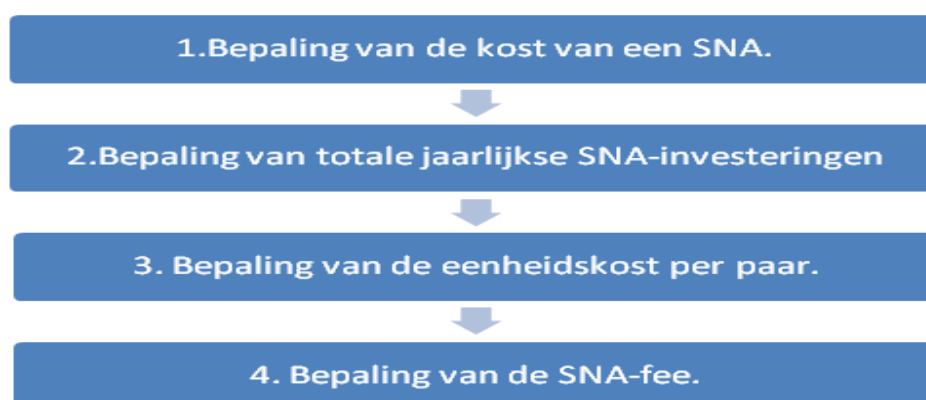 1.Bepaling van de kost van een SNA.
2.Bepaling van totale jaarlijkse SNA-investeringen
3. Bepaling van de eenheidskost per paar.
4. Bepaling van de SNA-fee.